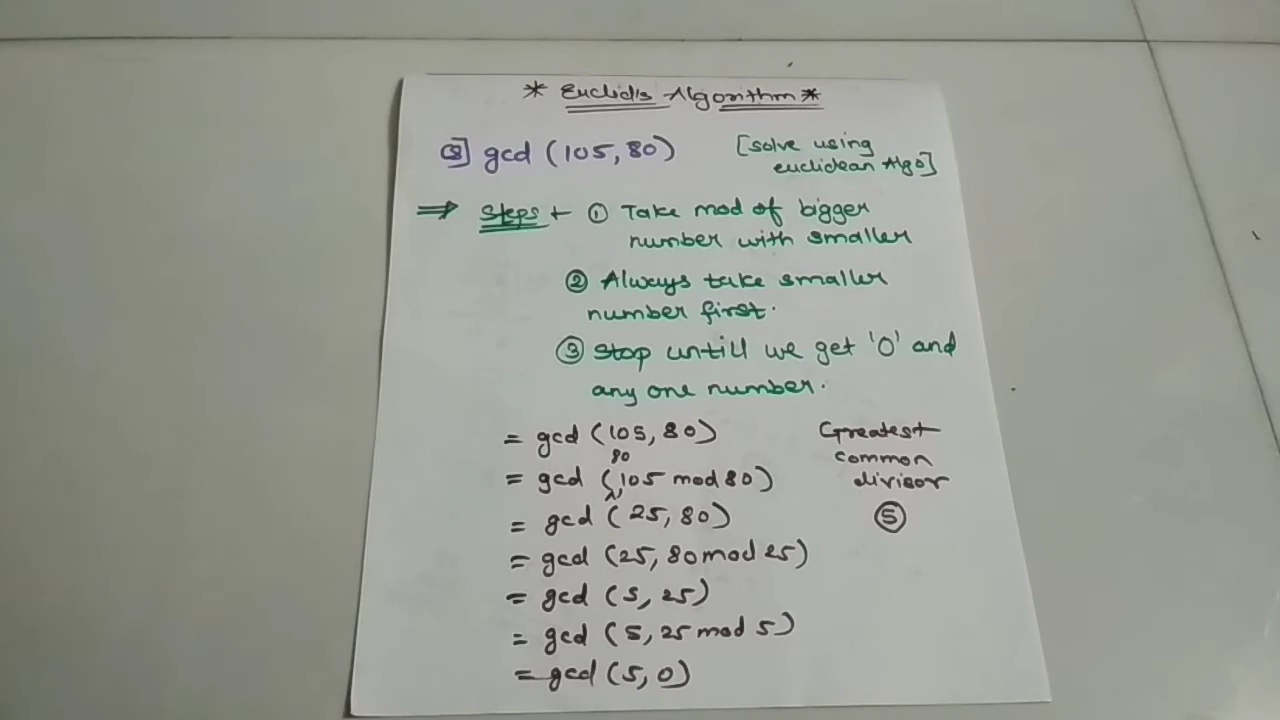 * Euclid's Algorithm *
Q] gcd (105, 80)
[solve using
euclidean Algo]
⇒ Steps + ① Take mod of bigger
number with smaller
② Always take smaller
number first.
③ Stop untill we get '0' and
any one number.
= gcd (105, 80)
80
= gcd (, 105 mod 80)
= gcd (25, 80)
= gcd (25, 80 mod 25)
= gcd (5, 25)
= gcd (5, 25 mod 5)
= gcd (5, 0)
Greatest
common
divisor
⑤